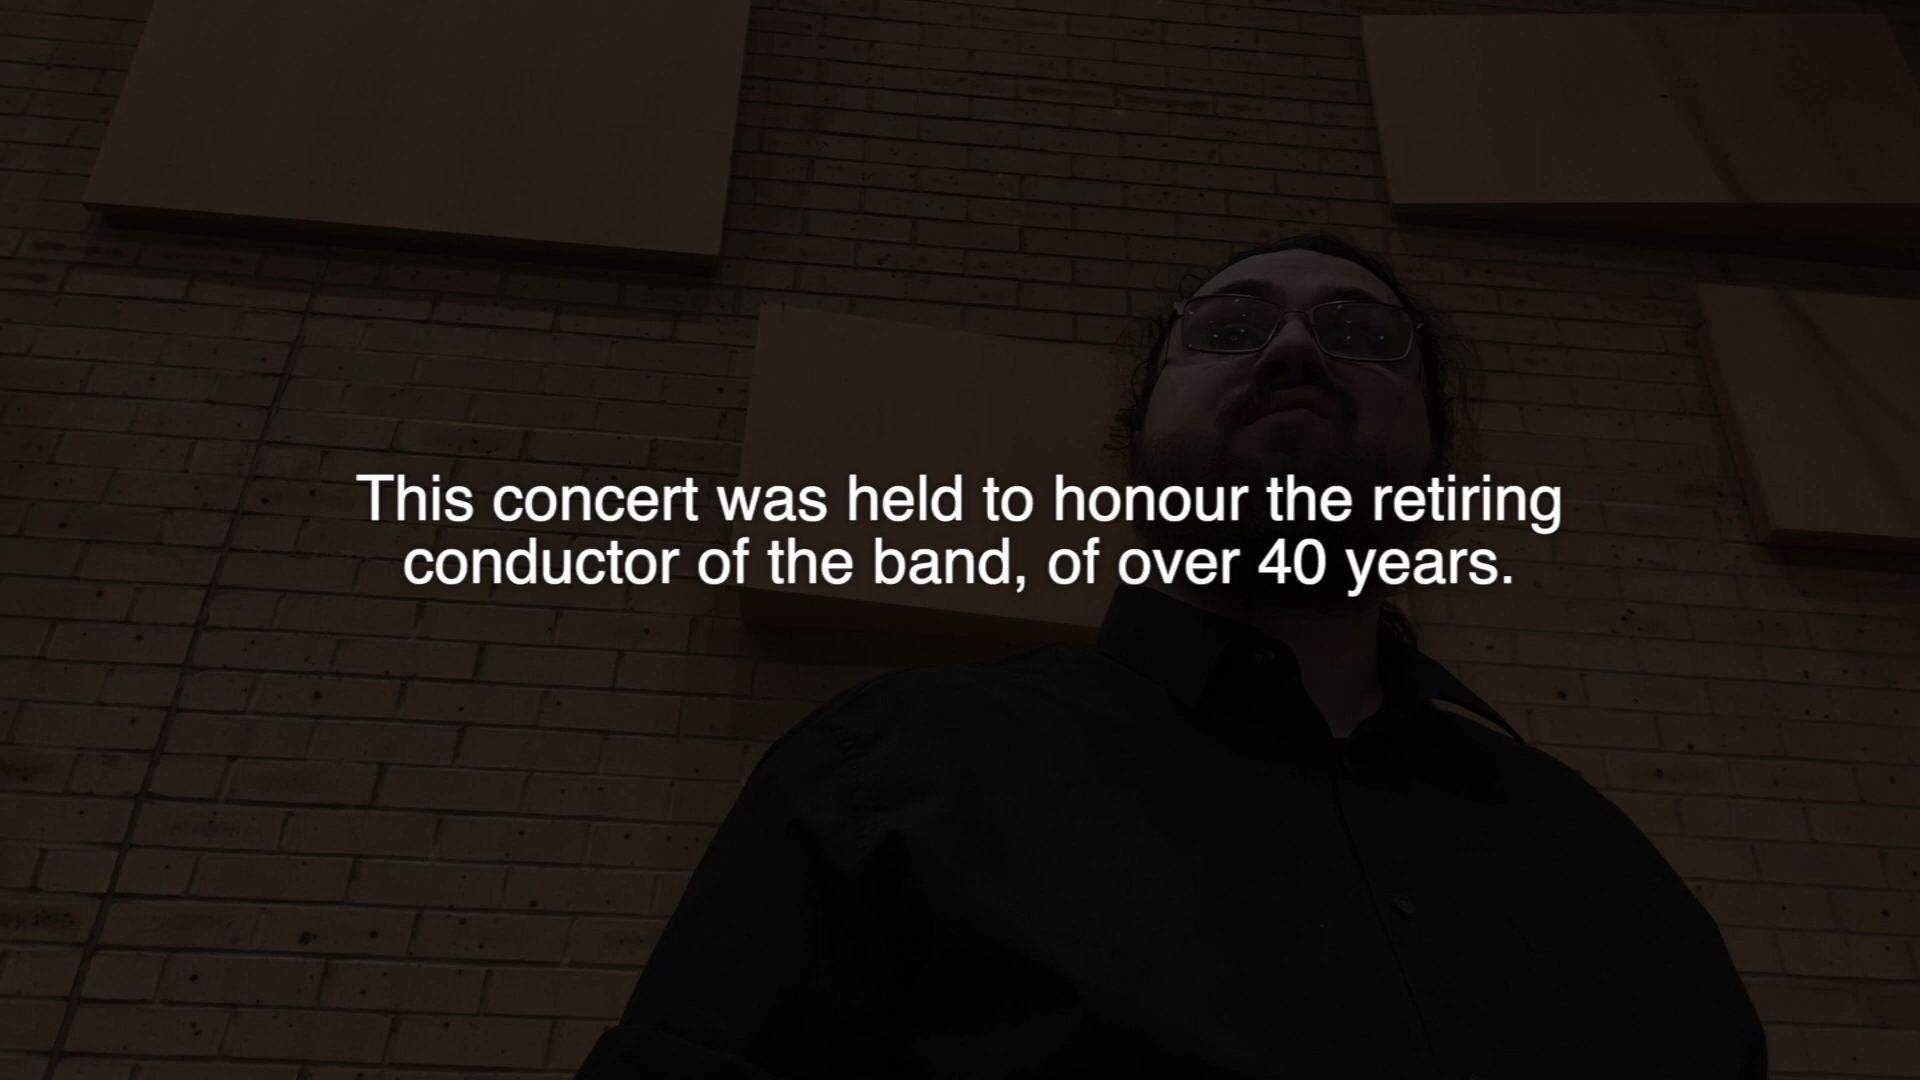 This concert was held to honour the retiring
conductor of the band, of over 40 years.